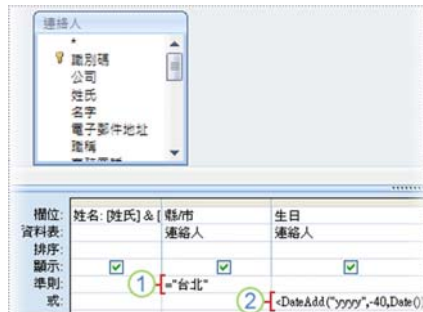 連絡人
*
識別碼
公司
姓氏
名字
電子郵件地址
職稱
欄位: 姓名: [姓氏] & [ 縣/市 生日
資料表: 連絡人 連絡人
排序:
顯示:
準則: 1 ="台北"
或: 2 <DateAdd("yyyy",-40,Date()